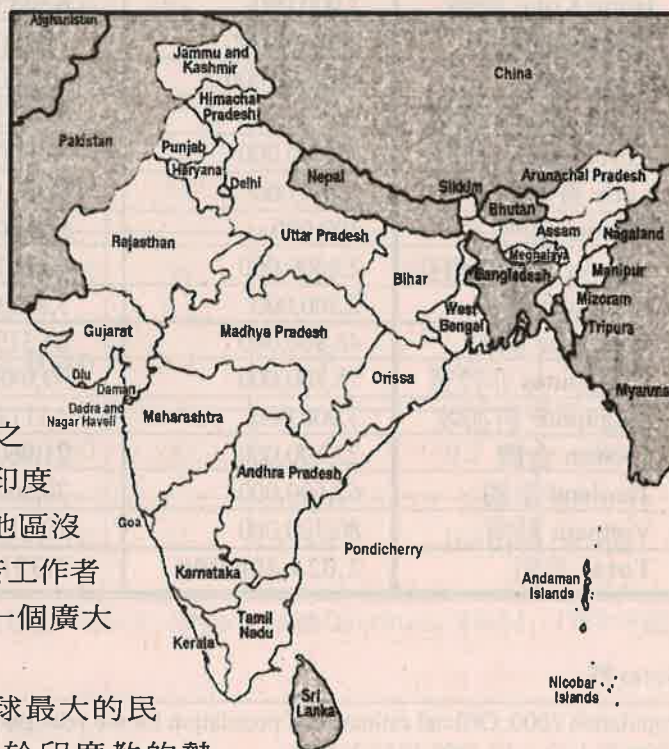 Afghanistan
Jammu and
Kashmir
China
Himachal
Pradesh
Pakistan
Punjab
Haryana
Delhi
Nepal
Sikkim
Arunachal Pradesh
Bhutan
Rajasthan
Uttar Pradesh
Assam
Nagaland
Meghalaya
Bihar
Bangladesh
Manipur
Mizoram
West
Bengal
Tripura
Gujarat
Madhya Pradesh
Myanma
Diu
Daman
Orissa
Dadra and
Nagar Haveli
Maharashtra
Andhra Pradesh
Goa
Pondicherry
Karnataka
Andaman
Islands
Tamil
Nadu
Kerala
Nicobar
Islands
Sri
Lanka
之
印度
地區沒
工作者
一個廣大
球最大的民